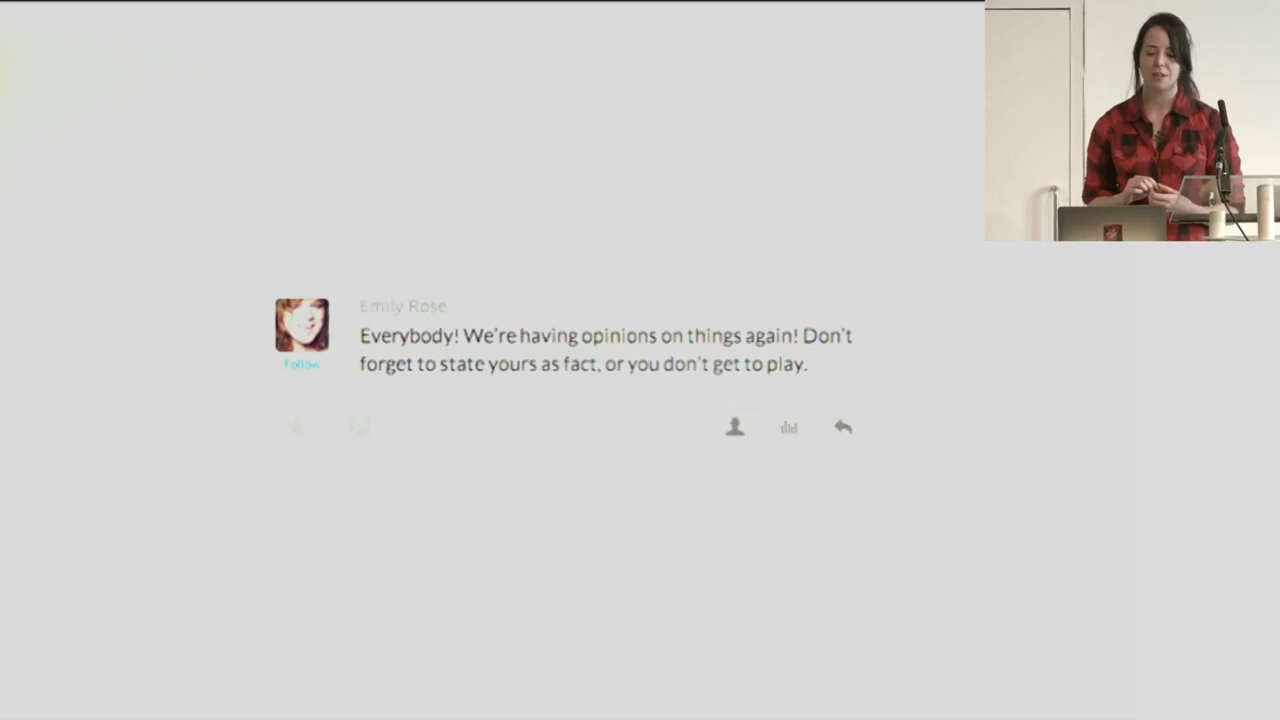 Emily Rose
Everybody! We're having opinions on things again! Don't
forget to state yours as fact, or you don't get to play.
Follow